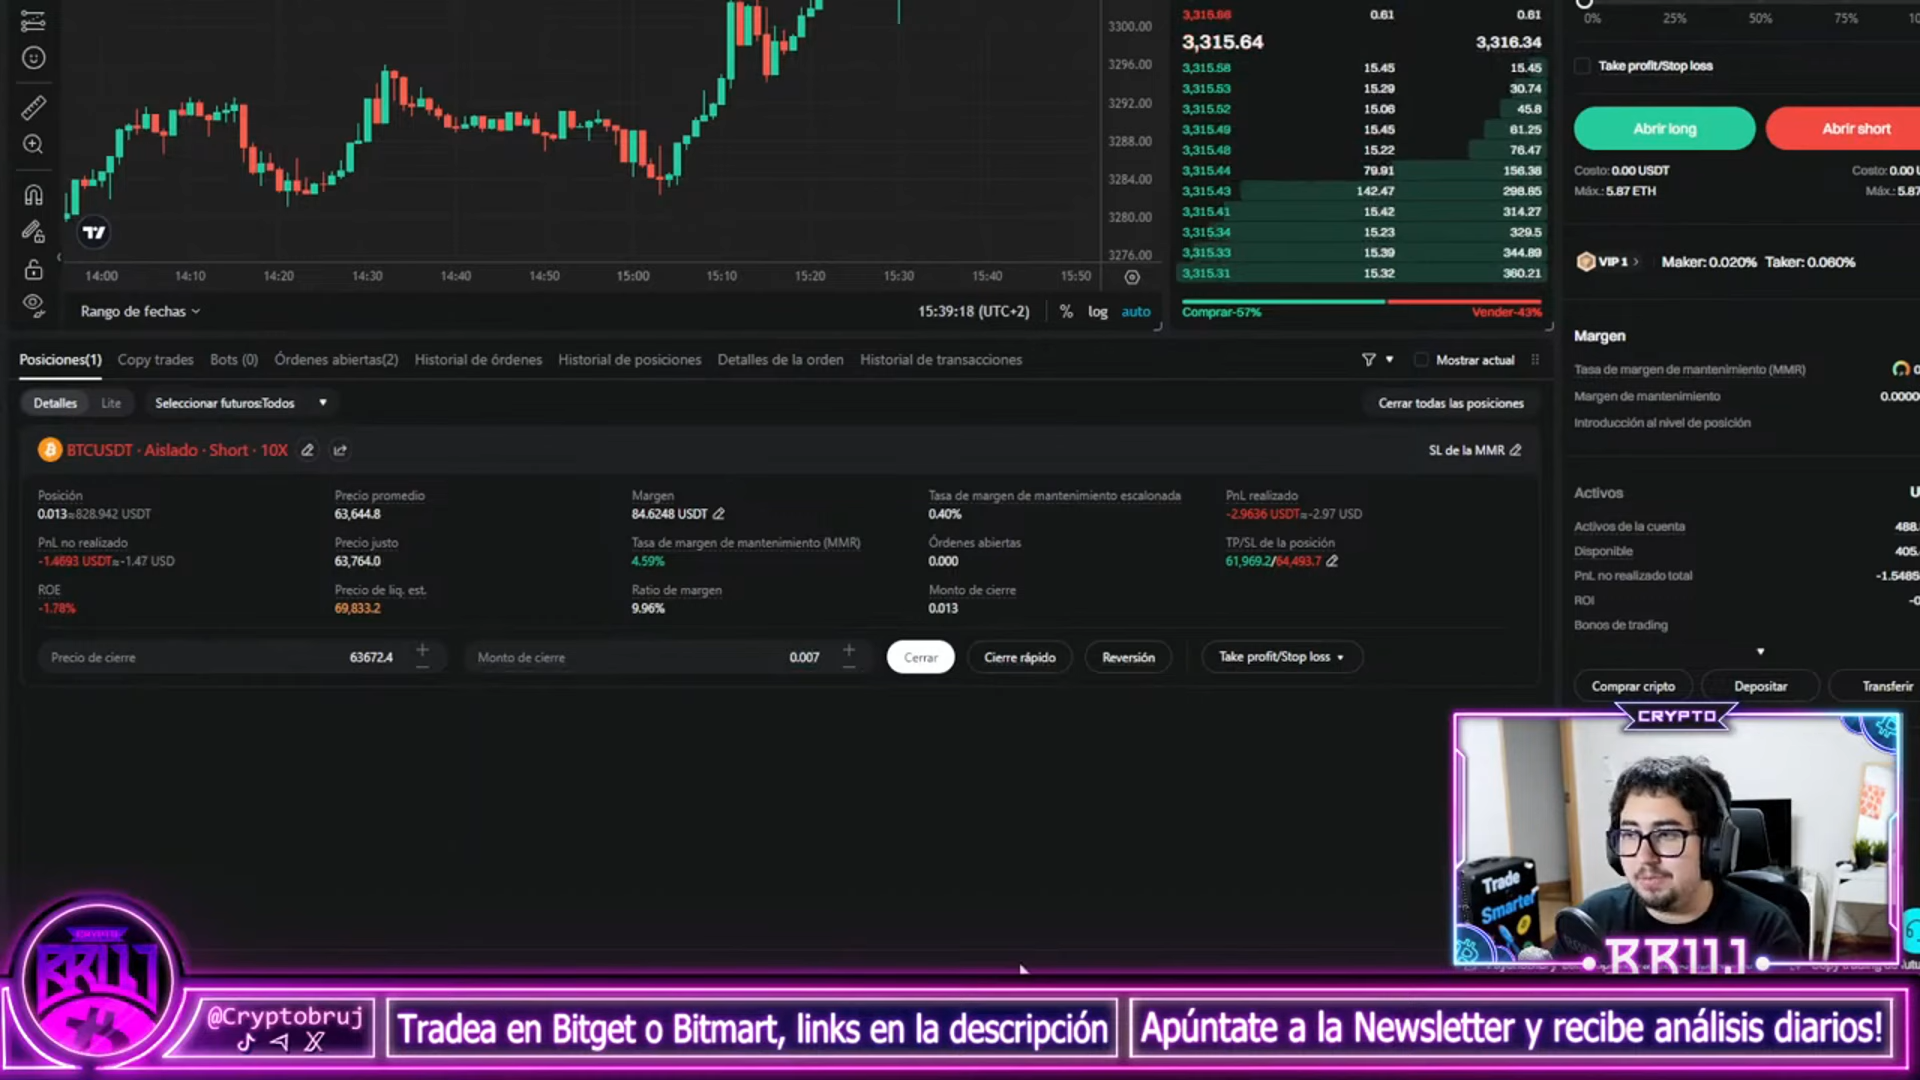 3300.00
3296.00
3292.00
3288.00
3284.00
3280.00
3276.00
14:00 14:10 14:20 14:30 14:40 14:50 15:00 15:10 15:20 15:30 15:40 15:50
Rango de fechas
15:39:18 (UTC+2) % log auto
3,315.66 0.61 0.61
3,315.64 3,316.34
3,315.58 15.45 15.45
3,315.53 15.29 30.74
3,315.52 15.06 45.8
3,315.49 15.45 61.25
3,315.48 15.22 76.47
3,315.44 79.91 156.38
3,315.43 142.47 298.85
3,315.41 15.42 314.27
3,315.34 15.23 329.5
3,315.33 15.39 344.89
3,315.31 15.32 360.21
Comprar-57% Vender-43%
0% 25% 50% 75%
Take profit/Stop loss
Abrir long Abrir short
Costo: 0.00 USDT Costo: 0.00
Máx.: 5.87 ETH Máx.: 5.87
VIP 1 Maker: 0.020% Taker: 0.060%
Margen
Tasa de margen de mantenimiento (MMR)
Margen de mantenimiento 0.0000
Introducción al nivel de posición
Activos
Activos de la cuenta 488.
Disponible 405.
PnL no realizado total -1.5485
ROI
Bonos de trading
Comprar cripto Depositar Transferir
Posiciones(1) Copy trades Bots (0) Órdenes abiertas(2) Historial de órdenes Historial de posiciones Detalles de la orden Historial de transacciones
Mostrar actual
Detalles Lite Seleccionar futuros:Todos
Cerrar todas las posiciones
BTCUSDT · Aislado · Short · 10X
SL de la MMR
Posición Precio promedio Margen Tasa de margen de mantenimiento escalonada PnL realizado
0.013≈828.942 USDT 63,644.8 84.6248 USDT 0.40% -2.9636 USDT≈-2.97 USD
PnL no realizado Precio justo Tasa de margen de mantenimiento (MMR) Órdenes abiertas TP/SL de la posición
-1.4693 USDT≈-1.47 USD 63,764.0 4.59% 0.000 61,969.2/64,493.7
ROE Precio de liq. est. Ratio de margen Monto de cierre
-1.78% 69,833.2 9.96% 0.013
Precio de cierre 63672.4 Monto de cierre 0.007 Cerrar Cierre rápido Reversión Take profit/Stop loss
CRYPTO
Trade
Smarter
BRUJ
CRYPTO
BRUJ
@Cryptobruj
Tradea en Bitget o Bitmart, links en la descripción
Apúntate a la Newsletter y recibe análisis diarios!